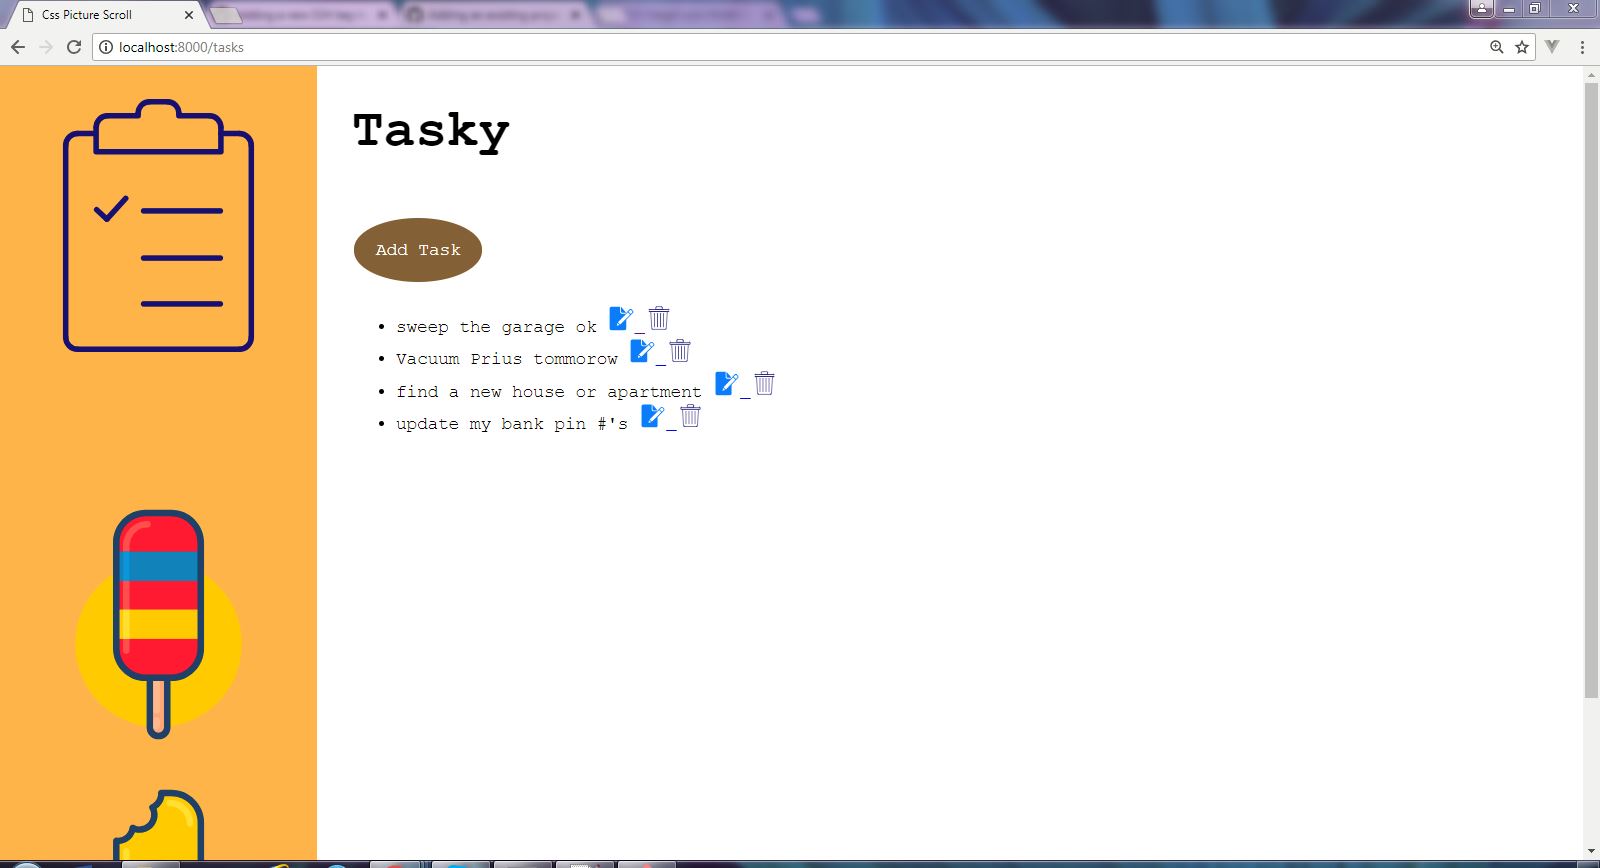 Css Picture Scroll
localhost:8000/tasks
Tasky
Add Task
sweep the garage ok
Vacuum Prius tommorow
find a new house or apartment
update my bank pin #'s